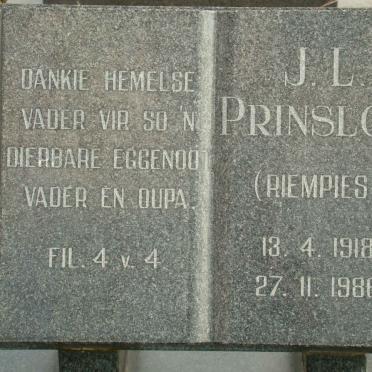 DANKIE HEMELSE
VADER VIR SO 'N
DIERBARE EGGENOOT
VADER EN OUPA.
FIL. 4 v. 4
J. L.
PRINSLO
(RIEMPIES
13. 4. 1918
27. 11. 1986